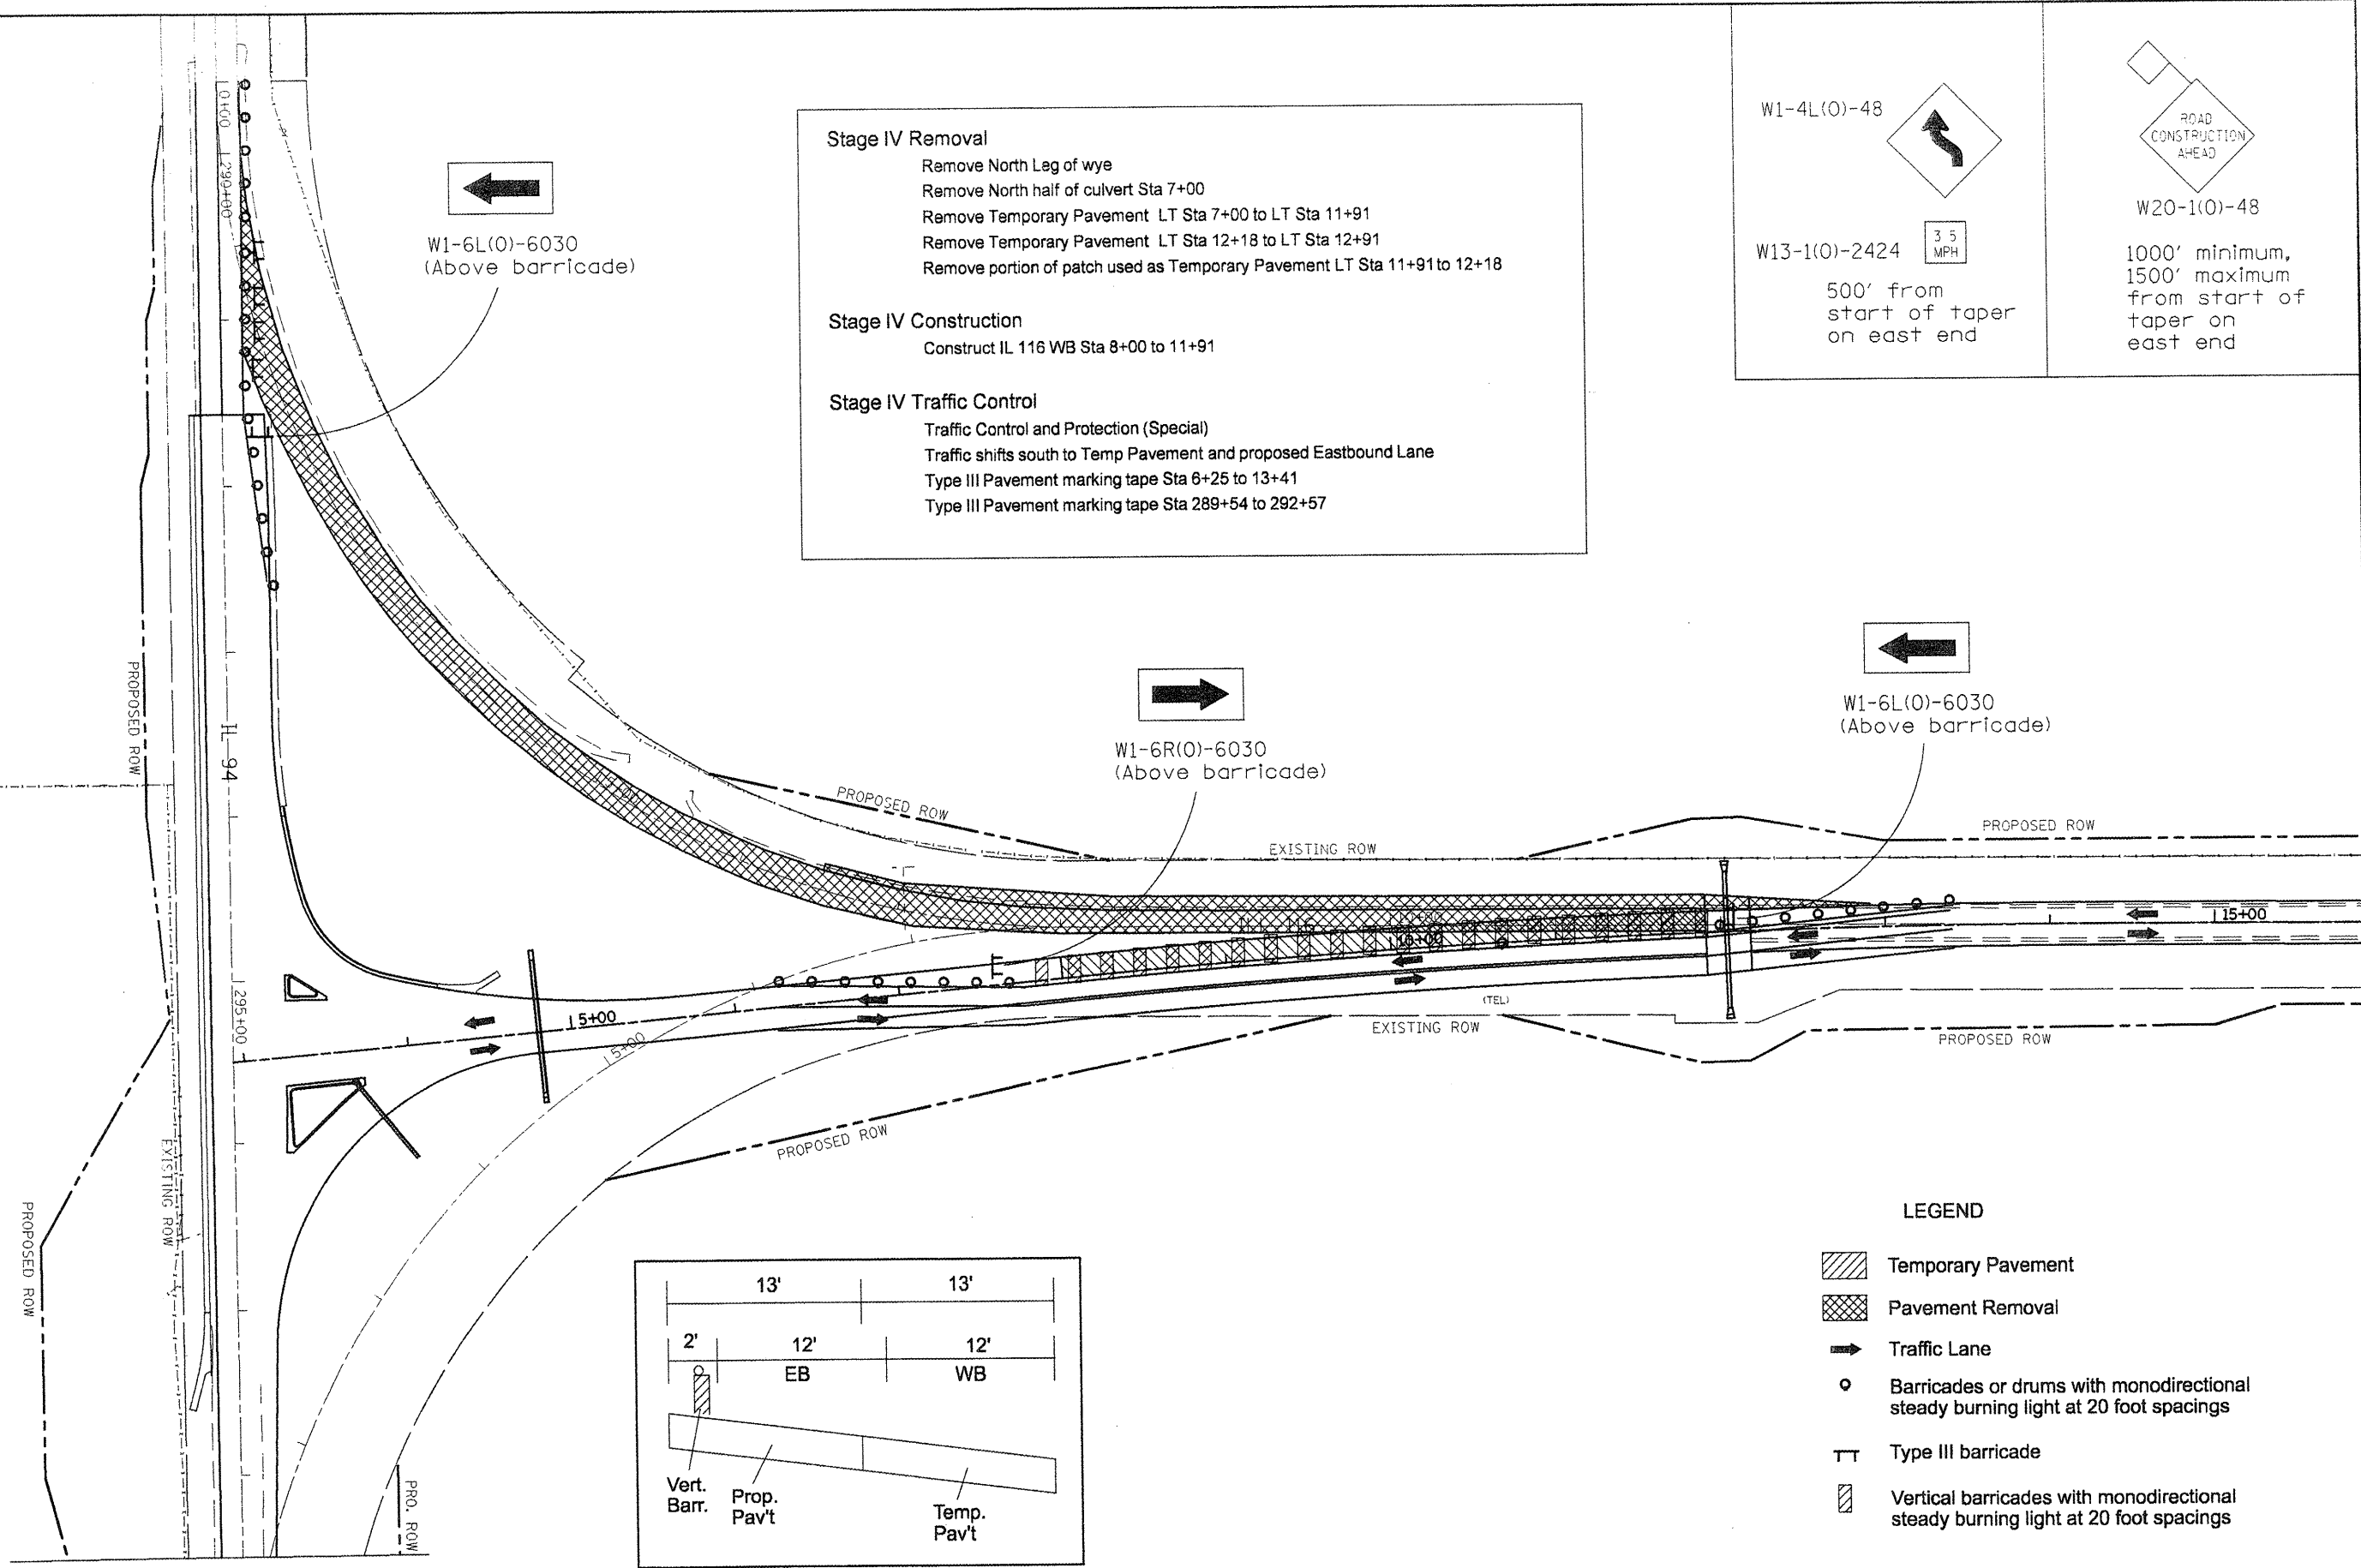 Stage IV Removal
Remove North Leg of wye
Remove North half of culvert Sta 7+00
Remove Temporary Pavement LT Sta 7+00 to LT Sta 11+91
Remove Temporary Pavement LT Sta 12+18 to LT Sta 12+91
Remove portion of patch used as Temporary Pavement LT Sta 11+91 to 12+18
Stage IV Construction
Construct IL 116 WB Sta 8+00 to 11+91
Stage IV Traffic Control
Traffic Control and Protection (Special)
Traffic shifts south to Temp Pavement and proposed Eastbound Lane
Type III Pavement marking tape Sta 6+25 to 13+41
Type III Pavement marking tape Sta 289+54 to 292+57
W1-4L(O)-48
W13-1(O)-2424
3 5
MPH
500' from
start of taper
on east end
ROAD
CONSTRUCTION
AHEAD
W20-1(O)-48
1000' minimum,
1500' maximum
from start of
taper on
east end
W1-6L(O)-6030
(Above barricade)
W1-6R(O)-6030
(Above barricade)
W1-6L(O)-6030
(Above barricade)
0+00
290+00
IL 94
295+00
PROPOSED ROW
PROPOSED ROW
EXISTING ROW
PROPOSED ROW
EXISTING ROW
PROPOSED ROW
10+00
15+00
5+00
15+00
(TEL)
EXISTING ROW
PROPOSED ROW
PROPOSED ROW
PRO. ROW
13'
13'
2'
12'
12'
EB
WB
Vert.
Barr.
Prop.
Pav't
Temp.
Pav't
LEGEND
Temporary Pavement
Pavement Removal
Traffic Lane
Barricades or drums with monodirectional
steady burning light at 20 foot spacings
Type III barricade
Vertical barricades with monodirectional
steady burning light at 20 foot spacings